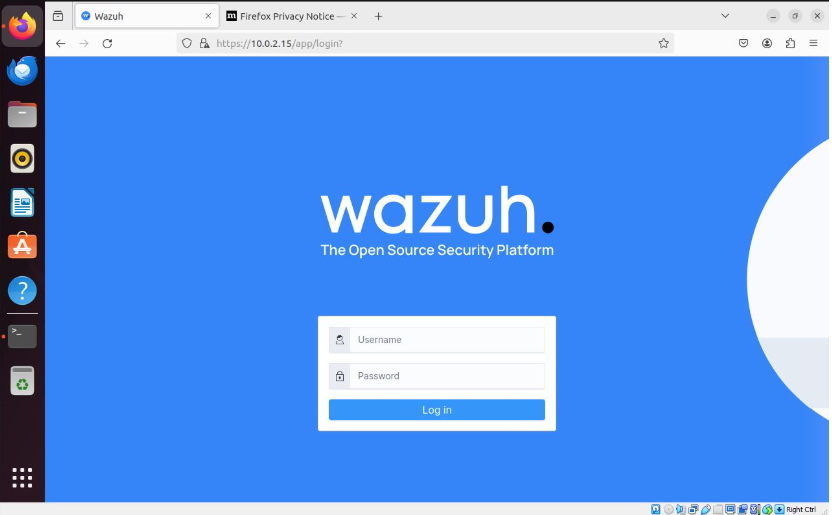 Wazuh
Firefox Privacy Notice —
https://10.0.2.15/app/login?
wazuh.
The Open Source Security Platform
Username
Password
Log in
Right Ctrl